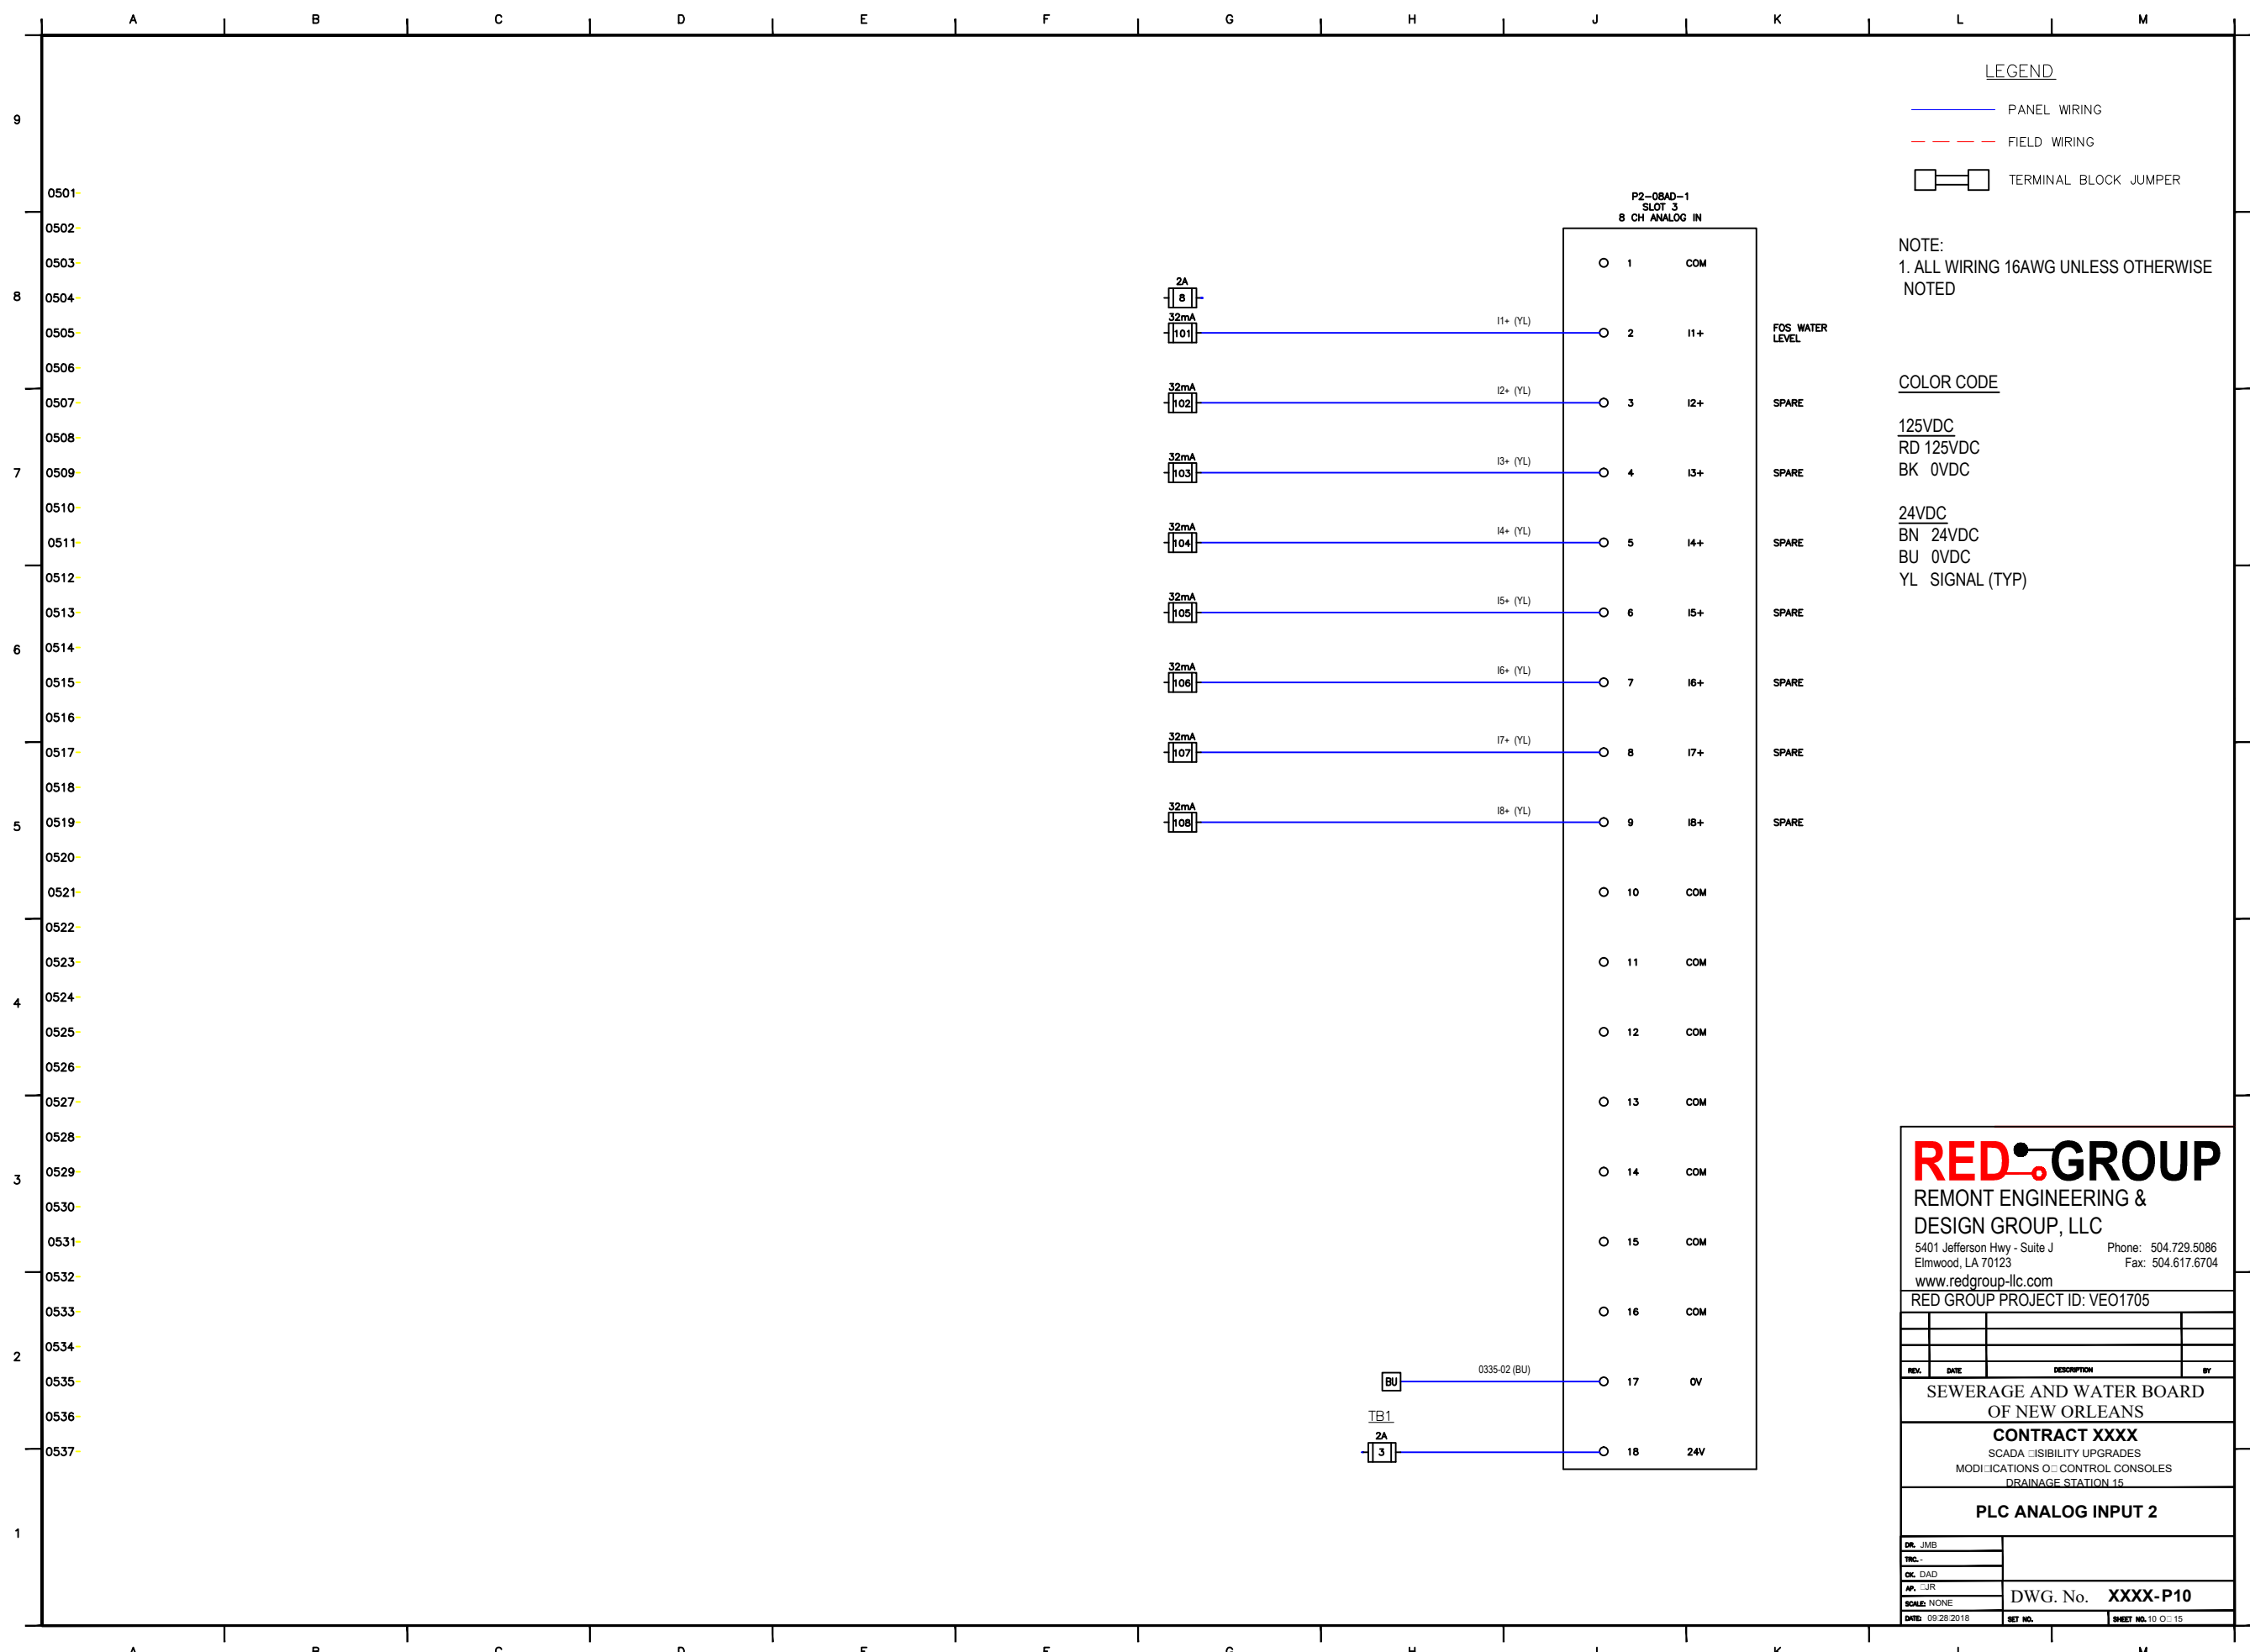 A B C D E F G H J K L M
LEGEND
PANEL WIRING
FIELD WIRING
TERMINAL BLOCK JUMPER
NOTE:
1. ALL WIRING 16AWG UNLESS OTHERWISE
NOTED
COLOR CODE
125VDC
RD 125VDC
BK 0VDC
24VDC
BN 24VDC
BU 0VDC
YL SIGNAL (TYP)
9
8
7
6
5
4
3
2
1
0501
0502
0503
0504
0505
0506
0507
0508
0509
0510
0511
0512
0513
0514
0515
0516
0517
0518
0519
0520
0521
0522
0523
0524
0525
0526
0527
0528
0529
0530
0531
0532
0533
0534
0535
0536
0537
P2-08AD-1
SLOT 3
8 CH ANALOG IN
1 COM
2A
8
32mA
101 I1+ (YL) 2 I1+ FOS WATER
LEVEL
32mA
102 I2+ (YL) 3 I2+ SPARE
32mA
103 I3+ (YL) 4 I3+ SPARE
32mA
104 I4+ (YL) 5 I4+ SPARE
32mA
105 I5+ (YL) 6 I5+ SPARE
32mA
106 I6+ (YL) 7 I6+ SPARE
32mA
107 I7+ (YL) 8 I7+ SPARE
32mA
108 I8+ (YL) 9 I8+ SPARE
10 COM
11 COM
12 COM
13 COM
14 COM
15 COM
16 COM
BU 0335-02 (BU) 17 0V
TB1
2A
3 18 24V
RED GROUP
REMONT ENGINEERING &
DESIGN GROUP, LLC
5401 Jefferson Hwy - Suite J Phone: 504.729.5086
Elmwood, LA 70123 Fax: 504.617.6704
www.redgroup-llc.com
RED GROUP PROJECT ID: VEO1705
REV. DATE DESCRIPTION BY
SEWERAGE AND WATER BOARD
OF NEW ORLEANS
CONTRACT XXXX
SCADA □ISIBILITY UPGRADES
MODI□ICATIONS O□ CONTROL CONSOLES
DRAINAGE STATION 15
PLC ANALOG INPUT 2
DR. JMB
TRC. -
CK. DAD
AP. □JR
SCALE: NONE
DATE: 09□28□2018
DWG. No. XXXX-P10
SET NO. SHEET NO. 10 O□ 15